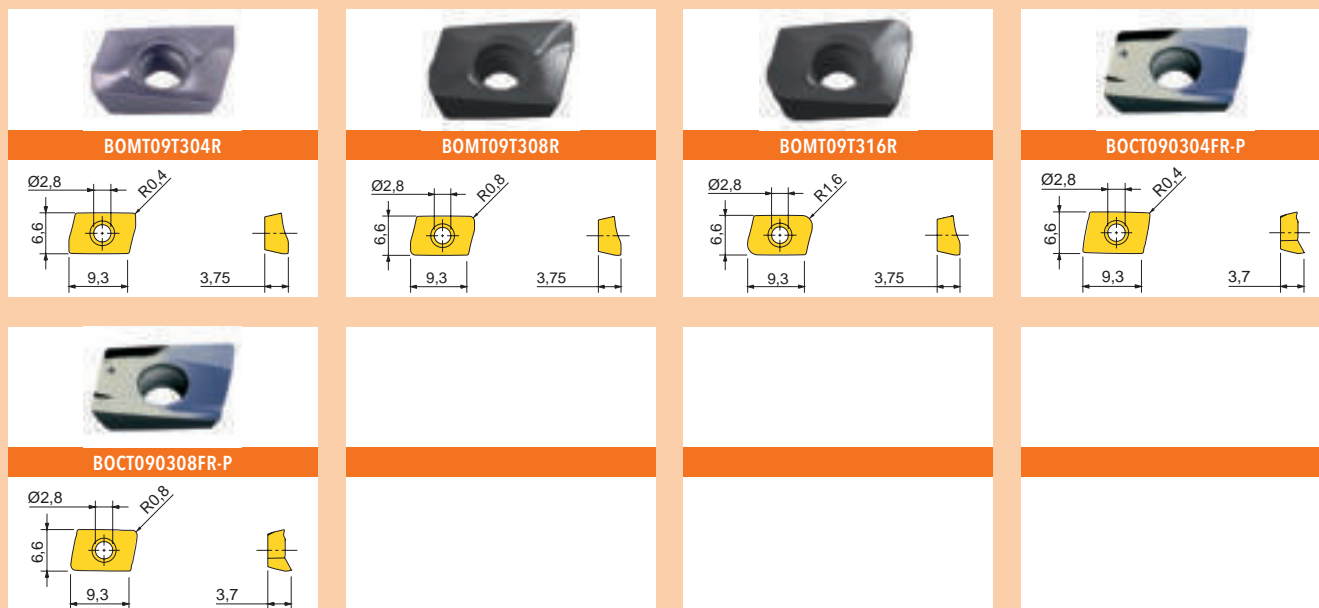 BOMT09T304R
Ø2,8
R0,4
6,6
9,3
3,75
BOMT09T308R
Ø2,8
R0,8
6,6
9,3
3,75
BOMT09T316R
Ø2,8
R1,6
6,6
9,3
3,75
BOCT090304FR-P
Ø2,8
R0,4
6,6
9,3
3,7
BOCT090308FR-P
Ø2,8
R0,8
6,6
9,3
3,7